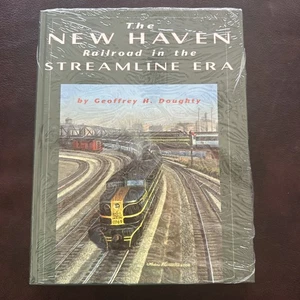 The
NEW HAVEN
Railroad in the
STREAMLINE ERA
by Geoffrey H. Doughty